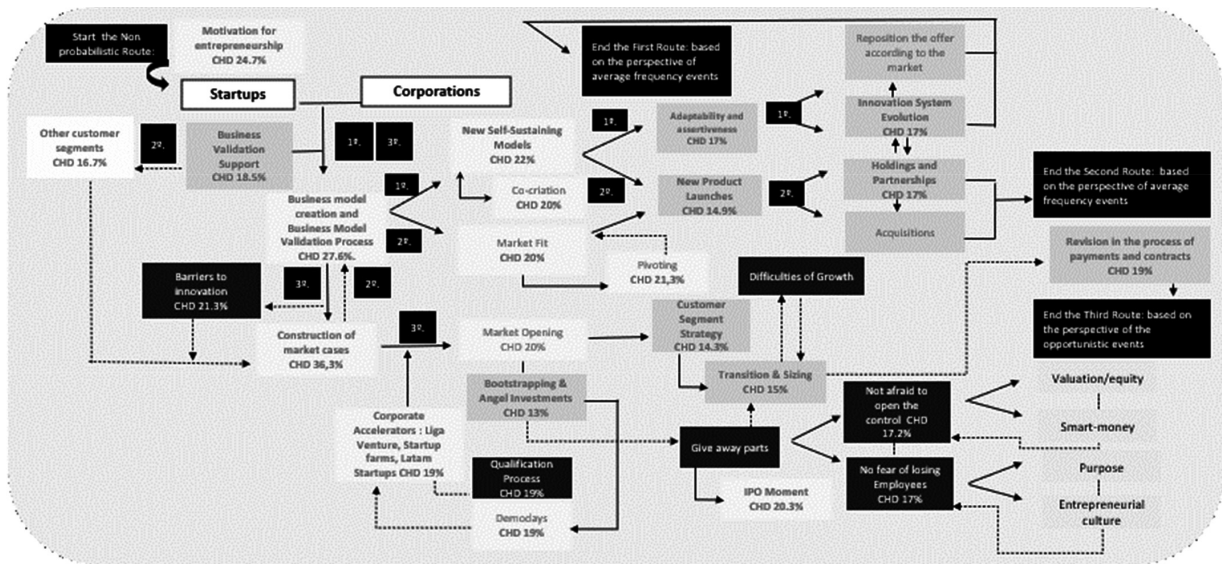 Start the Non
probabilistic Route:
Motivation for
entrepreneurship
CHD 24.7%
Startups
Corporations
Other customer
segments
CHD 16.7%
2º.
Business
Validation
Support
CHD 18.5%
1º.
3º.
Business model
creation and
Business Model
Validation Process
CHD 27.6%.
1º.
2º.
Barriers to
innovation
CHD 21.3%
3º.
2º.
Construction of
market cases
CHD 36,3%
3º.
New Self-Sustaining
Models
CHD 22%
Co-criation
CHD 20%
Market Fit
CHD 20%
Pivoting
CHD 21,3%
1º.
2º.
End the First Route: based
on the perspective of
average frequency events
Adaptability and
assertiveness
CHD 17%
New Product
Launches
CHD 14.9%
1º.
2º.
Reposition the offer
according to the
market
Innovation System
Evolution
CHD 17%
Holdings and
Partnerships
CHD 17%
Acquisitions
End the Second Route: based
on the perspective of average
frequency events
Revision in the process of
payments and contracts
CHD 19%
End the Third Route: based on
the perspective of the
opportunistic events
Difficulties of Growth
Market Opening
CHD 20%
Customer
Segment
Strategy
CHD 14.3%
Transition & Sizing
CHD 15%
Bootstrapping &
Angel Investments
CHD 13%
Corporate
Accelerators : Liga
Venture, Startup
farms, Latam
Startups CHD 19%
Qualification
Process
CHD 19%
Demodays
CHD 19%
Give away parts
IPO Moment
CHD 20.3%
Not afraid to
open the
control CHD
17.2%
No fear of losing
Employees
CHD 17%
Valuation/equity
Smart-money
Purpose
Entrepreneurial
culture